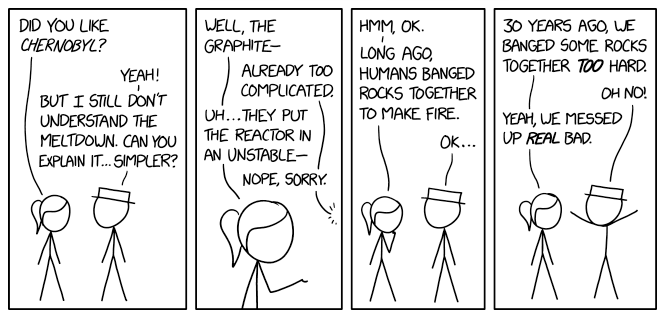 DID YOU LIKE
CHERNOBYL?
YEAH!
BUT I STILL DON'T
UNDERSTAND THE
MELTDOWN. CAN YOU
EXPLAIN IT...SIMPLER?
WELL, THE
GRAPHITE—
ALREADY TOO
COMPLICATED.
UH...THEY PUT
THE REACTOR IN
AN UNSTABLE—
NOPE, SORRY.
HMM, OK.
LONG AGO,
HUMANS BANGED
ROCKS TOGETHER
TO MAKE FIRE.
OK...
30 YEARS AGO, WE
BANGED SOME ROCKS
TOGETHER TOO HARD.
OH NO!
YEAH, WE MESSED
UP REAL BAD.